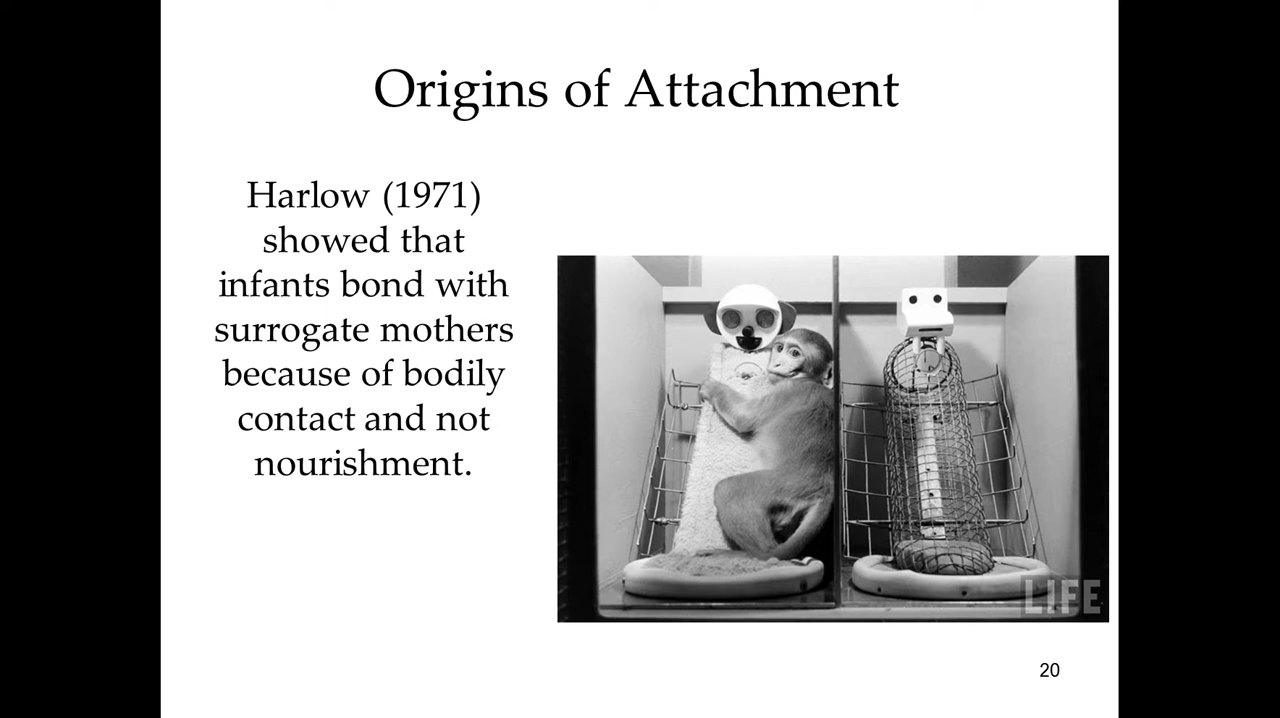 Origins of Attachment
Harlow (1971)
showed that
infants bond with
surrogate mothers
because of bodily
contact and not
nourishment.
LIFE
20